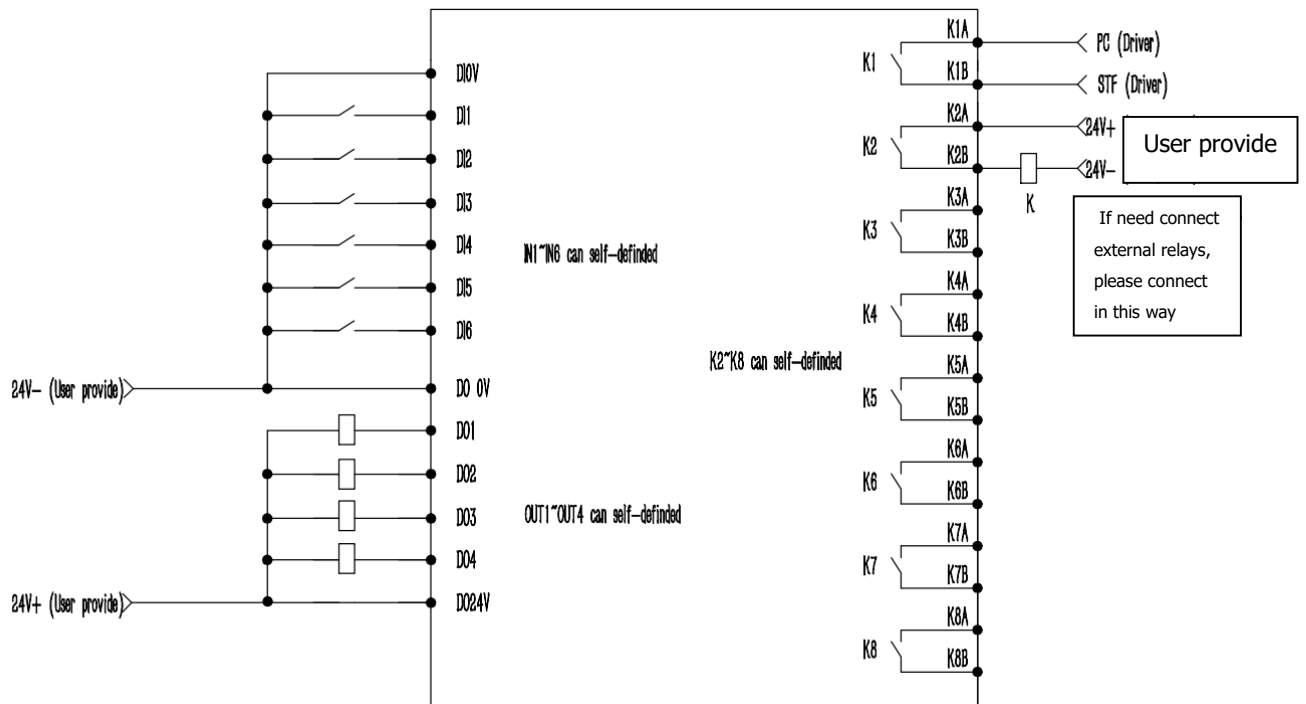 DI0V
DI1
DI2
DI3
DI4
DI5
DI6
24V- (User provide)
DO 0V
DO1
DO2
DO3
DO4
24V+ (User provide)
DO24V
IN1~IN6 can self-definded
OUT1~OUT4 can self-definded
K2~K8 can self-definded
K1
K1A
K1B
PC (Driver)
STF (Driver)
K2
K2A
K2B
24V+
K
24V-
User provide
If need connect
external relays,
please connect
in this way
K3
K3A
K3B
K4
K4A
K4B
K5
K5A
K5B
K6
K6A
K6B
K7
K7A
K7B
K8
K8A
K8B